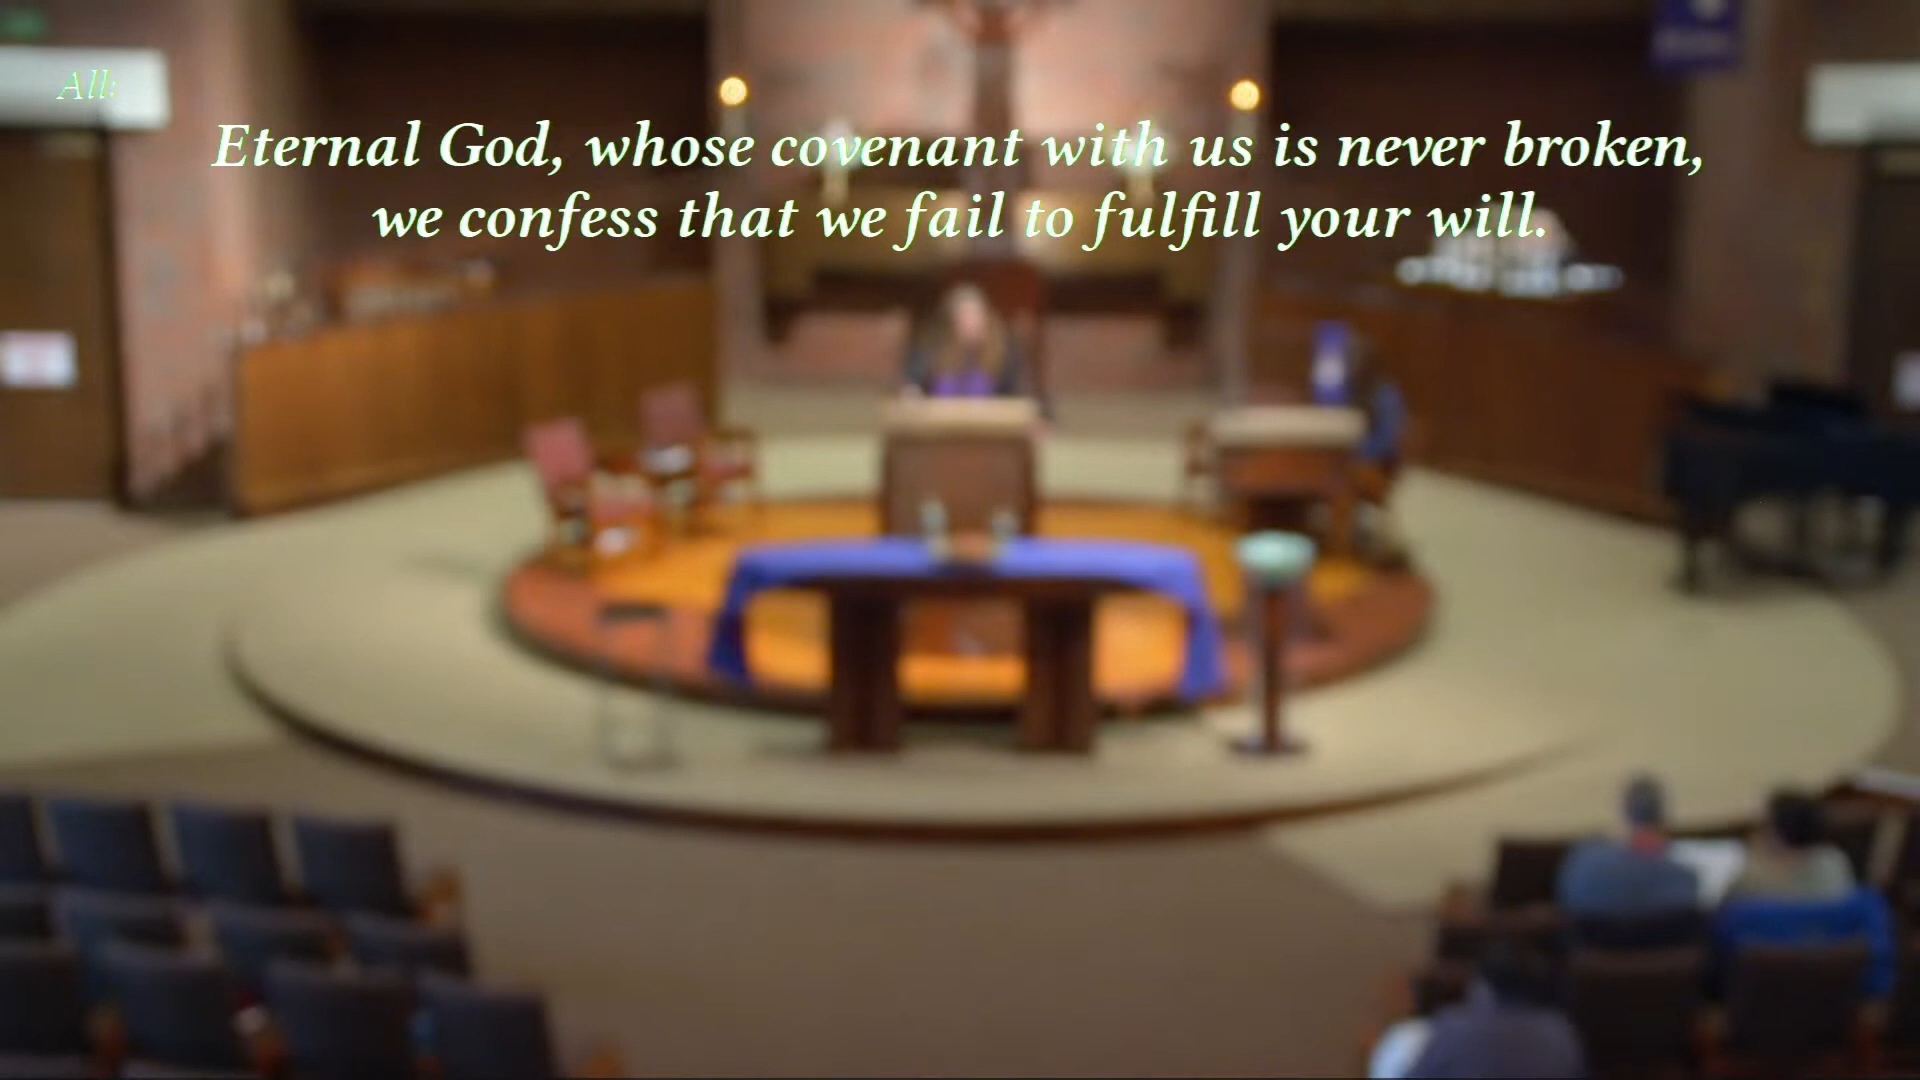 All:
Eternal God, whose covenant with us is never broken,
we confess that we fail to fulfill your will.